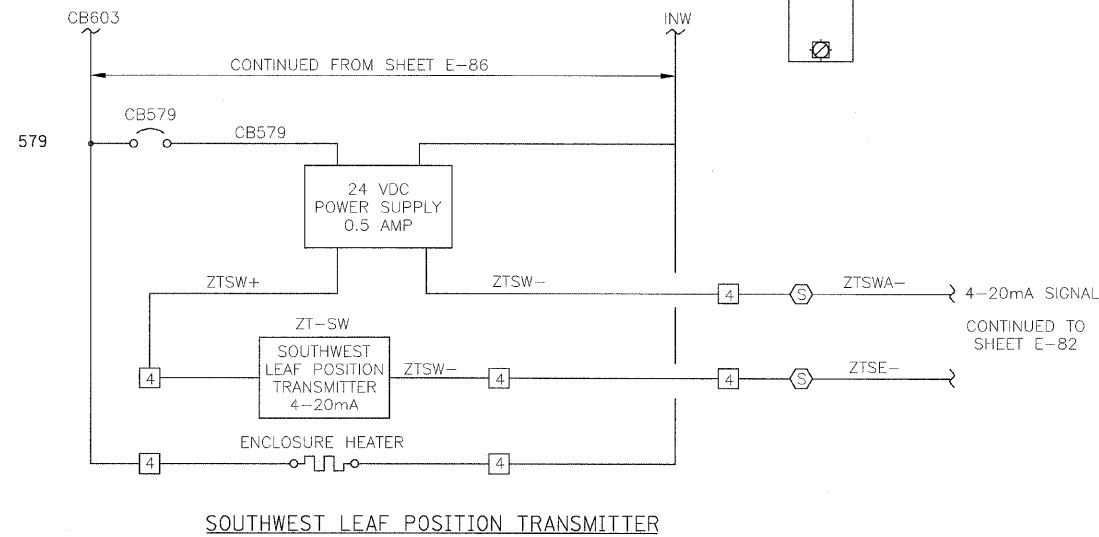 CB603
INW
CONTINUED FROM SHEET E-86
CB579
579
CB579
24 VDC
POWER SUPPLY
0.5 AMP
ZTSW+
ZTSW-
4
S
ZTSWA-
4-20mA SIGNAL
CONTINUED TO
SHEET E-82
ZT-SW
SOUTHWEST
LEAF POSITION
TRANSMITTER
4-20mA
4
ZTSW-
4
4
S
ZTSE-
ENCLOSURE HEATER
4
4
SOUTHWEST LEAF POSITION TRANSMITTER